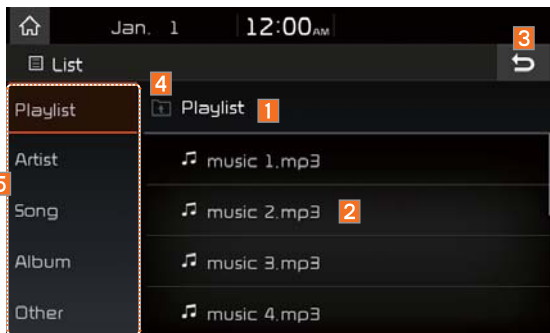 Jan. 1 12:00AM
3
List
4
Playlist
Playlist 1
Artist
music 1.mp3
5
Song
music 2.mp3 2
Album
music 3.mp3
Other
music 4.mp3